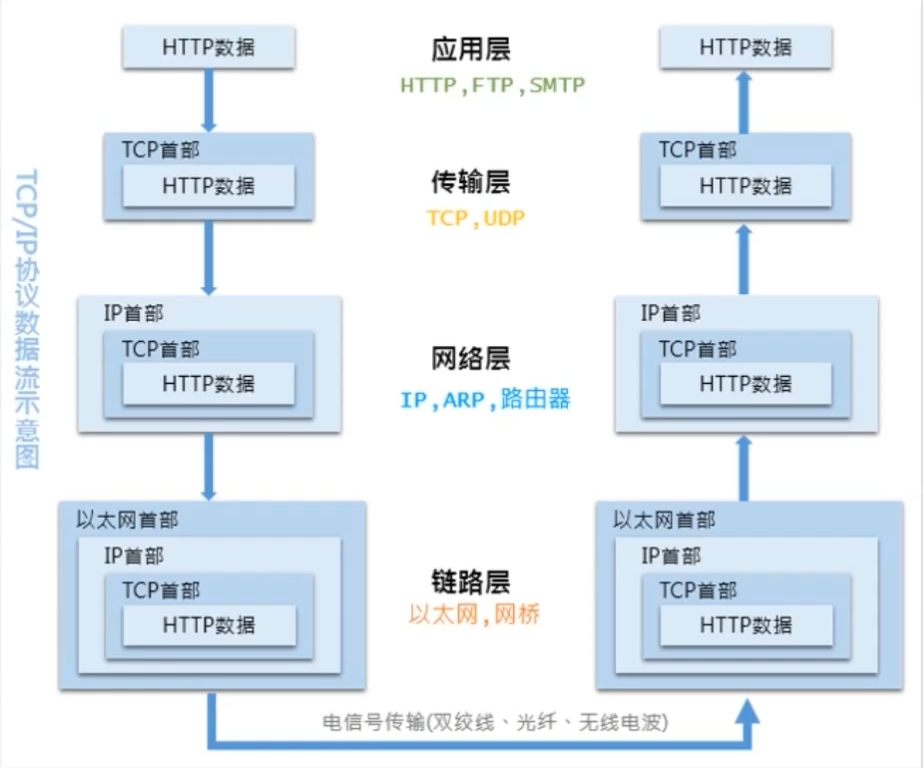 TCP/IP协议数据流示意图
HTTP数据
应用层
HTTP数据
HTTP,FTP,SMTP
TCP首部
HTTP数据
传输层
TCP,UDP
TCP首部
HTTP数据
IP首部
TCP首部
HTTP数据
网络层
IP,ARP,路由器
IP首部
TCP首部
HTTP数据
以太网首部
IP首部
TCP首部
HTTP数据
链路层
以太网,网桥
以太网首部
IP首部
TCP首部
HTTP数据
电信号传输(双绞线、光纤、无线电波)